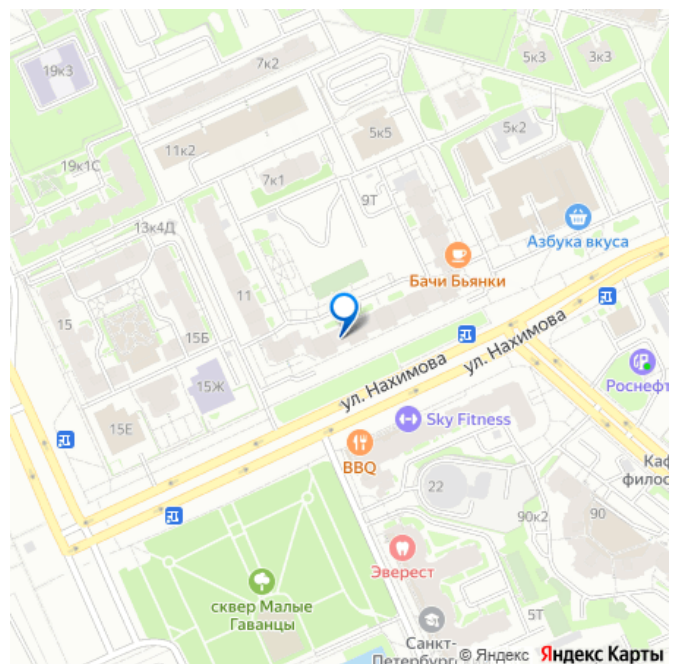 7к2
5к3
3к3
19к3
5к2
5к5
11к2
19к1С
7к1
9Т
13к4Д
Азбука вкуса
Бачи Бьянки
11
15
15Б
ул. Нахимова
ул. Нахимова
15Ж
Роснефт
Sky Fitness
15Е
BBQ
Каф
филос
22
90к2
90
Эверест
сквер Малые
Гаванцы
5Т
Санкт-
Петербург
© Яндекс Яндекс Карты